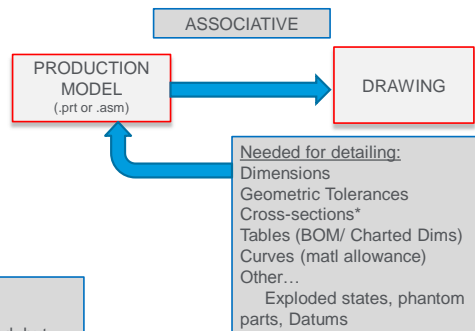 ASSOCIATIVE
PRODUCTION
MODEL
(.prt or .asm)
DRAWING
Needed for detailing:
Dimensions
Geometric Tolerances
Cross-sections*
Tables (BOM/ Charted Dims)
Curves (matl allowance)
Other…
Exploded states, phantom
parts, Datums